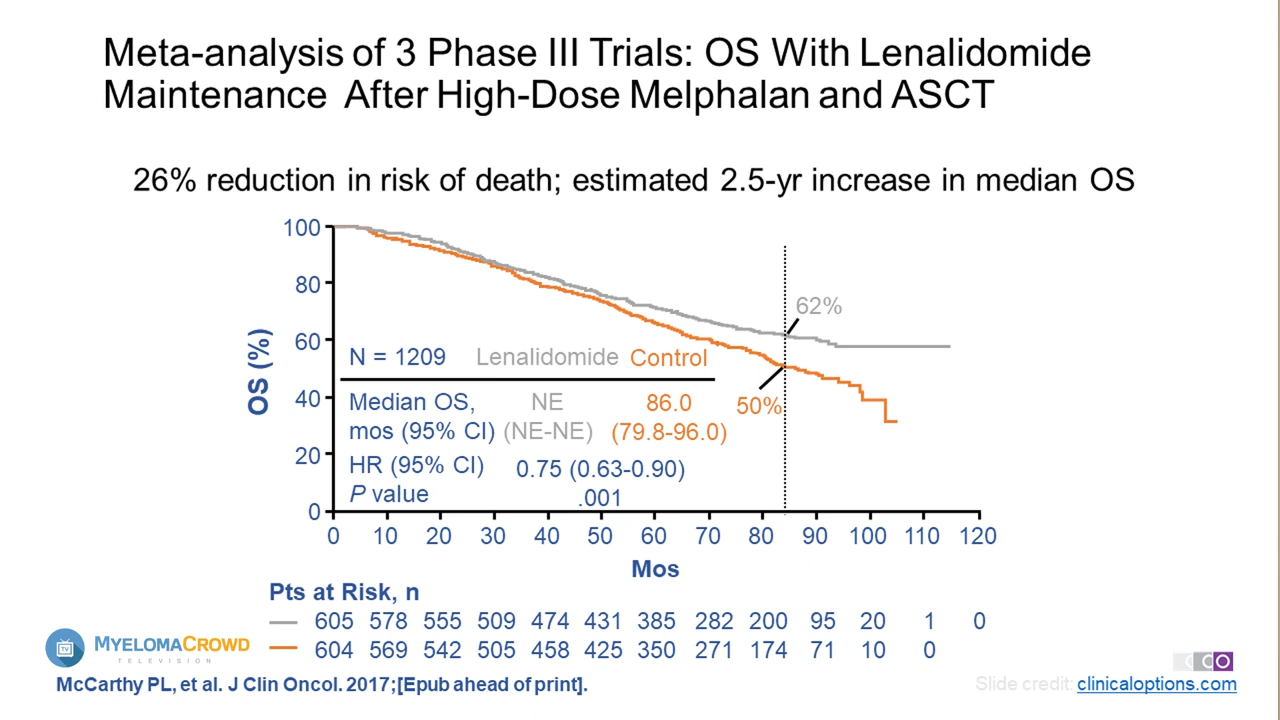 Meta-analysis of 3 Phase III Trials: OS With Lenalidomide
Maintenance After High-Dose Melphalan and ASCT
26% reduction in risk of death; estimated 2.5-yr increase in median OS
100
80
60
40
20
0
OS (%)
62%
50%
N = 1209 Lenalidomide Control
Median OS, NE 86.0
mos (95% CI) (NE-NE) (79.8-96.0)
HR (95% CI) 0.75 (0.63-0.90)
P value .001
0 10 20 30 40 50 60 70 80 90 100 110 120
Mos
Pts at Risk, n
605 578 555 509 474 431 385 282 200 95 20 1 0
604 569 542 505 458 425 350 271 174 71 10 0
TV
MYELOMACROWD
TELEVISION
McCarthy PL, et al. J Clin Oncol. 2017;[Epub ahead of print].
CCO
Slide credit: clinicaloptions.com